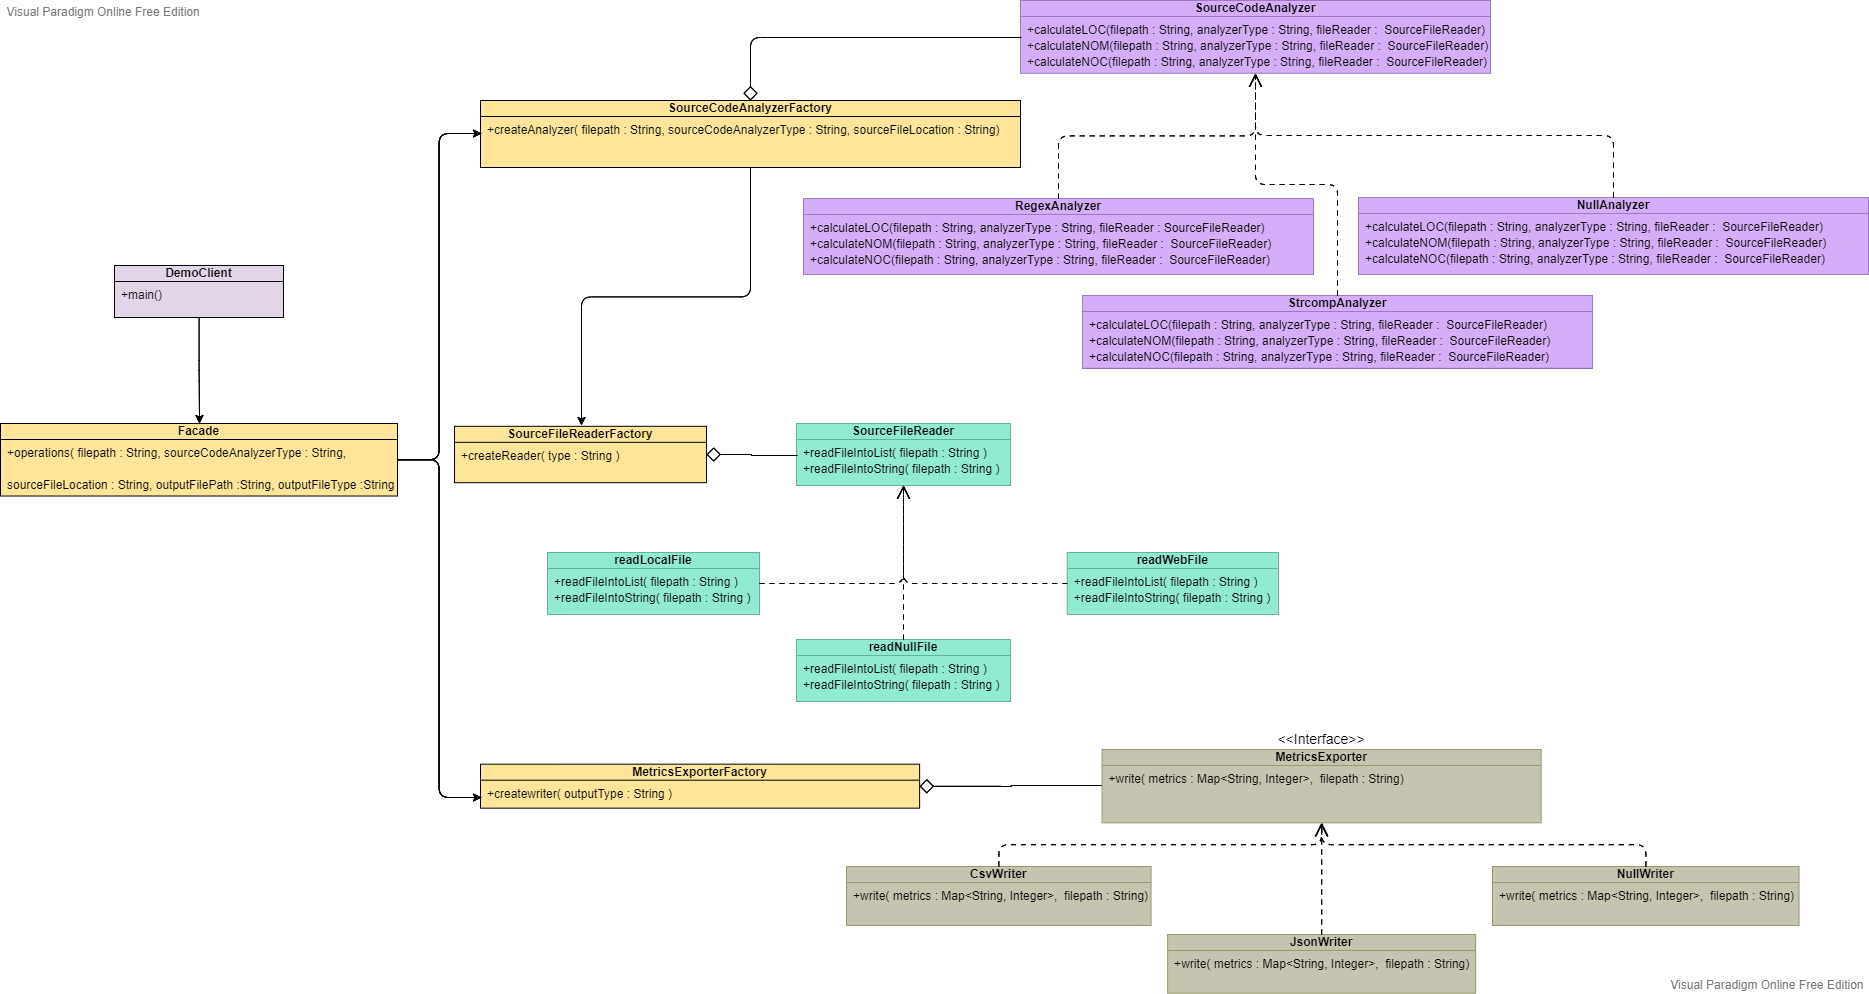 Visual Paradigm Online Free Edition
SourceCodeAnalyzer
+calculateLOC(filepath : String, analyzerType : String, fileReader :  SourceFileReader)
+calculateNOM(filepath : String, analyzerType : String, fileReader :  SourceFileReader)
+calculateNOC(filepath : String, analyzerType : String, fileReader :  SourceFileReader)
SourceCodeAnalyzerFactory
+createAnalyzer( filepath : String, sourceCodeAnalyzerType : String, sourceFileLocation : String)
RegexAnalyzer
+calculateLOC(filepath : String, analyzerType : String, fileReader : SourceFileReader)
+calculateNOM(filepath : String, analyzerType : String, fileReader :  SourceFileReader)
+calculateNOC(filepath : String, analyzerType : String, fileReader :  SourceFileReader)
NullAnalyzer
+calculateLOC(filepath : String, analyzerType : String, fileReader :  SourceFileReader)
+calculateNOM(filepath : String, analyzerType : String, fileReader :  SourceFileReader)
+calculateNOC(filepath : String, analyzerType : String, fileReader :  SourceFileReader)
DemoClient
+main()
StrcompAnalyzer
+calculateLOC(filepath : String, analyzerType : String, fileReader :  SourceFileReader)
+calculateNOM(filepath : String, analyzerType : String, fileReader :  SourceFileReader)
+calculateNOC(filepath : String, analyzerType : String, fileReader :  SourceFileReader)
Facade
+operations( filepath : String, sourceCodeAnalyzerType : String,
sourceFileLocation : String, outputFilePath :String, outputFileType :String
SourceFileReaderFactory
+createReader( type : String )
SourceFileReader
+readFileIntoList( filepath : String )
+readFileIntoString( filepath : String )
readLocalFile
+readFileIntoList( filepath : String )
+readFileIntoString( filepath : String )
readWebFile
+readFileIntoList( filepath : String )
+readFileIntoString( filepath : String )
readNullFile
+readFileIntoList( filepath : String )
+readFileIntoString( filepath : String )
<<Interface>>
MetricsExporter
+write( metrics : Map<String, Integer>,  filepath : String)
MetricsExporterFactory
+createwriter( outputType : String )
CsvWriter
+write( metrics : Map<String, Integer>,  filepath : String)
NullWriter
+write( metrics : Map<String, Integer>,  filepath : String)
JsonWriter
+write( metrics : Map<String, Integer>,  filepath : String)
Visual Paradigm Online Free Edition